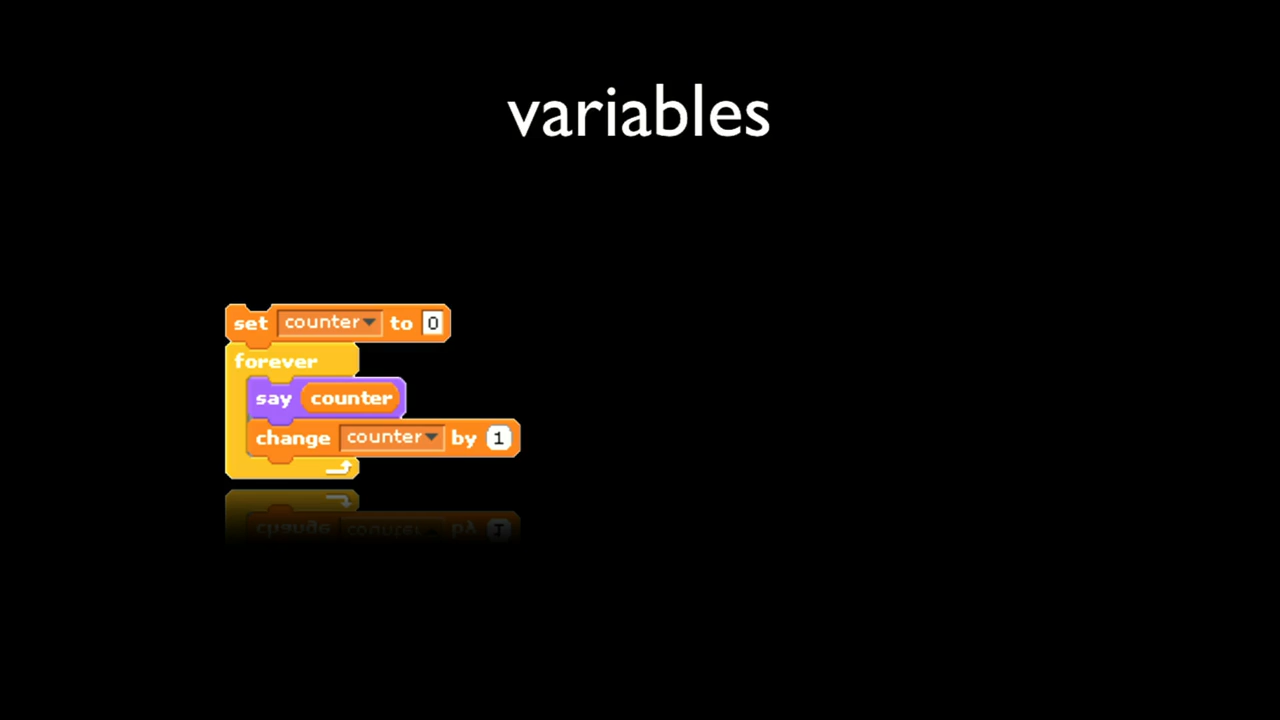 variables
set counter to 0
forever
say counter
change counter by 1